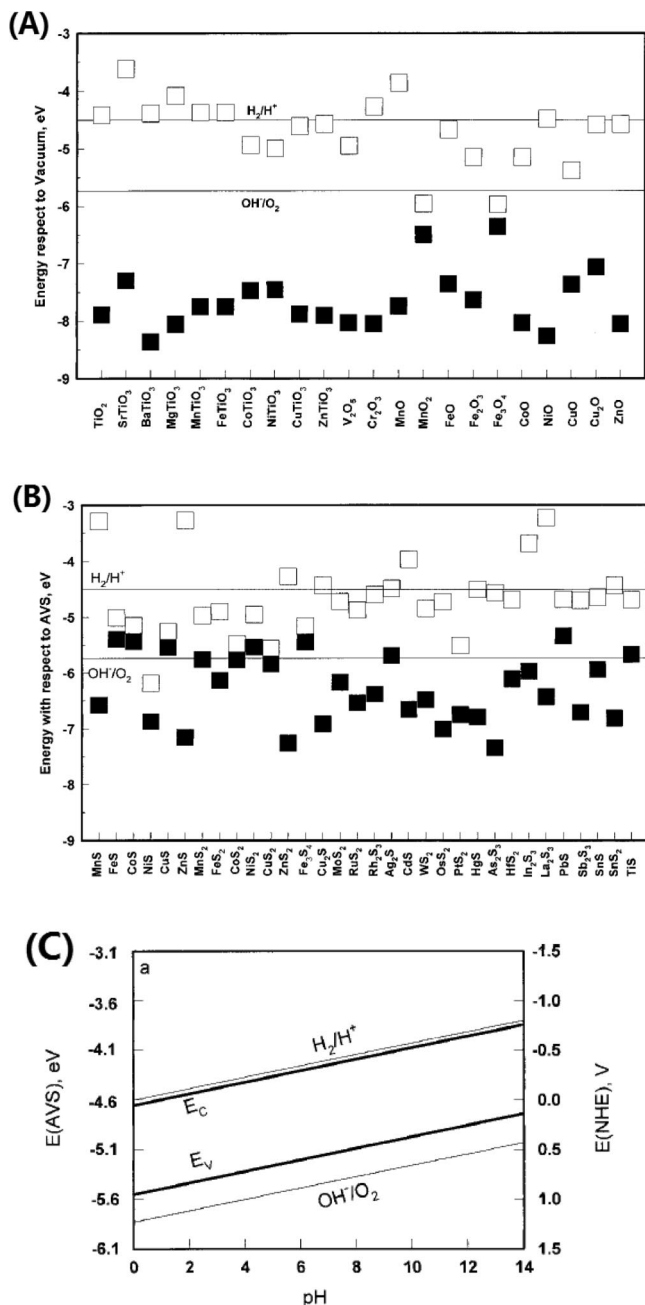 (A)
Energy respect to Vacuum, eV
-3
-4
-5
-6
-7
-8
-9
H₂/H⁺
OH⁻/O₂
TiO₂
SrTiO₃
BaTiO₃
MgTiO₃
MnTiO₃
FeTiO₃
CoTiO₃
NiTiO₃
CuTiO₃
ZnTiO₃
V₂O₅
Cr₂O₃
MnO
MnO₂
FeO
Fe₂O₃
Fe₃O₄
CoO
NiO
CuO
Cu₂O
ZnO
(B)
Energy with respect to AVS, eV
-3
-4
-5
-6
-7
-8
-9
H₂/H⁺
OH⁻/O₂
MnS
FeS
CoS
NiS
CuS
ZnS
MnS₂
FeS₂
CoS₂
NiS₂
CuS₂
ZnS₂
Fe₃S₄
Cu₂S
MoS₂
RuS₂
Rh₂S₃
Ag₂S
CdS
WS₂
OsS₂
PtS₂
HgS
As₂S₃
HfS₂
In₂S₃
La₂S₃
PbS
Sb₂S₃
SnS
SnS₂
TiS
(C)
a
E(AVS), eV
-3.1
-3.6
-4.1
-4.6
-5.1
-5.6
-6.1
H₂/H⁺
E_C
E_V
OH⁻/O₂
-1.5
-1.0
-0.5
0.0
0.5
1.0
1.5
E(NHE), V
0 2 4 6 8 10 12 14
pH